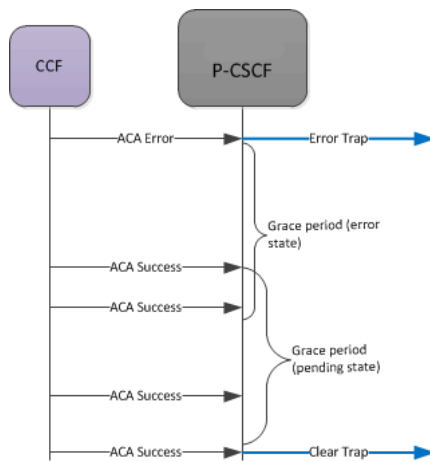 CCF
P-CSCF
ACA Error
Error Trap
Grace period (error
state)
ACA Success
ACA Success
Grace period
(pending state)
ACA Success
ACA Success
Clear Trap